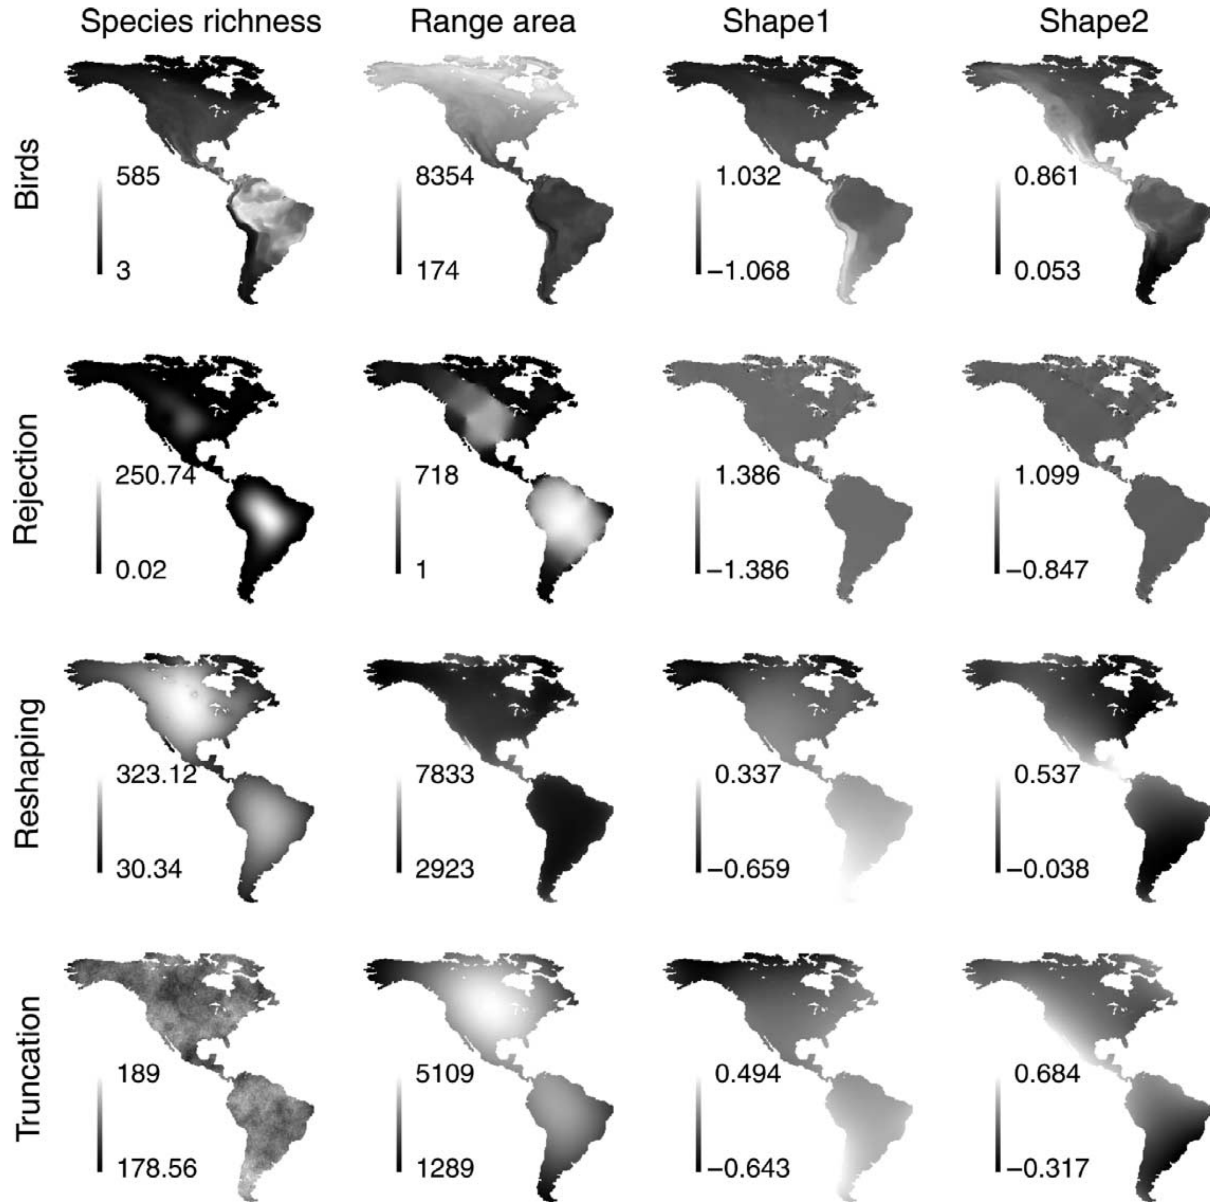 Species richness Range area Shape1 Shape2
Birds
585 8354 1.032 0.861
3 174 −1.068 0.053
Rejection
250.74 718 1.386 1.099
0.02 1 −1.386 −0.847
Reshaping
323.12 7833 0.337 0.537
30.34 2923 −0.659 −0.038
Truncation
189 5109 0.494 0.684
178.56 1289 −0.643 −0.317